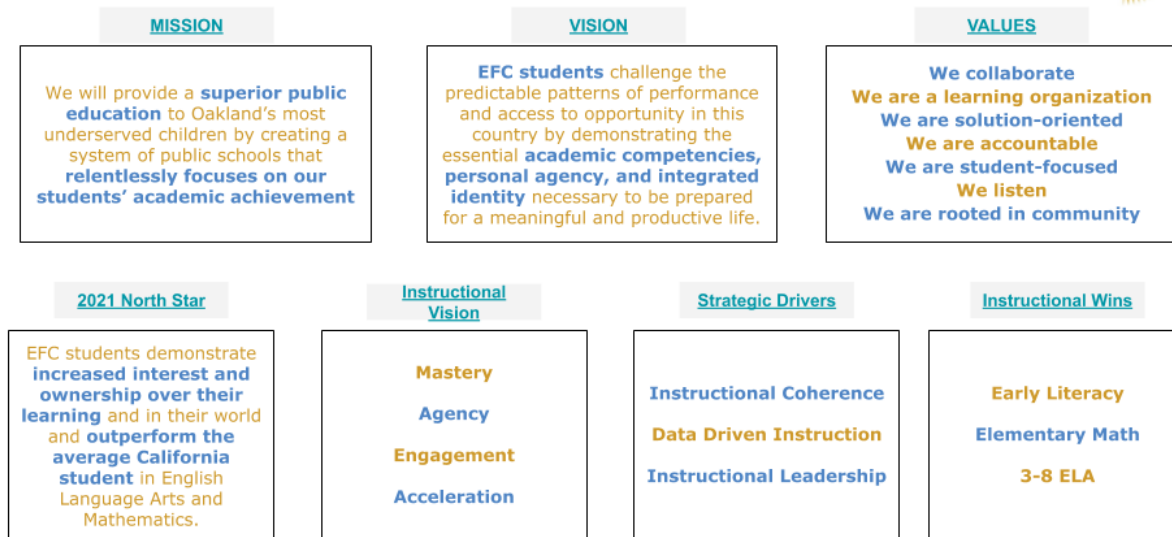 MISSION
We will provide a superior public
education to Oakland's most
underserved children by creating a
system of public schools that
relentlessly focuses on our
students' academic achievement
VISION
EFC students challenge the
predictable patterns of performance
and access to opportunity in this
country by demonstrating the
essential academic competencies,
personal agency, and integrated
identity necessary to be prepared
for a meaningful and productive life.
VALUES
We collaborate
We are a learning organization
We are solution-oriented
We are accountable
We are student-focused
We listen
We are rooted in community
2021 North Star
EFC students demonstrate
increased interest and
ownership over their
learning and in their world
and outperform the
average California
student in English
Language Arts and
Mathematics.
Instructional
Vision
Mastery
Agency
Engagement
Acceleration
Strategic Drivers
Instructional Coherence
Data Driven Instruction
Instructional Leadership
Instructional Wins
Early Literacy
Elementary Math
3-8 ELA